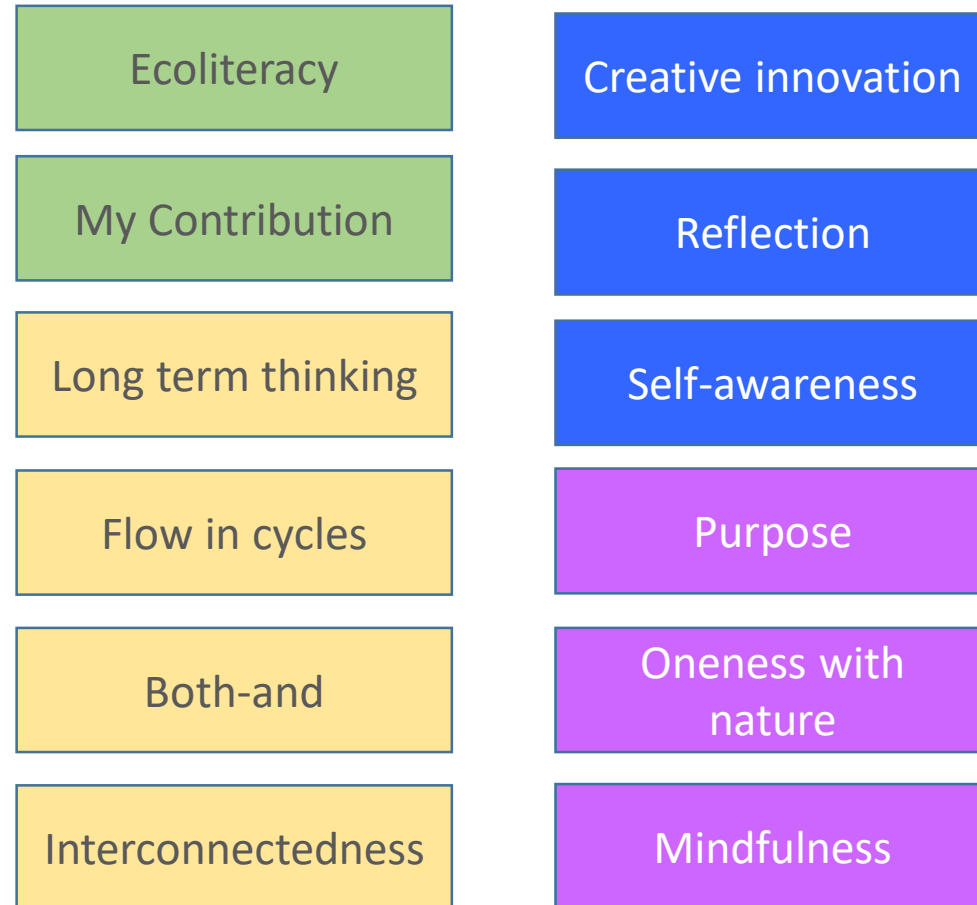 Ecoliteracy
My Contribution
Long term thinking
Flow in cycles
Both-and
Interconnectedness
Creative innovation
Reflection
Self-awareness
Purpose
Oneness with
nature
Mindfulness